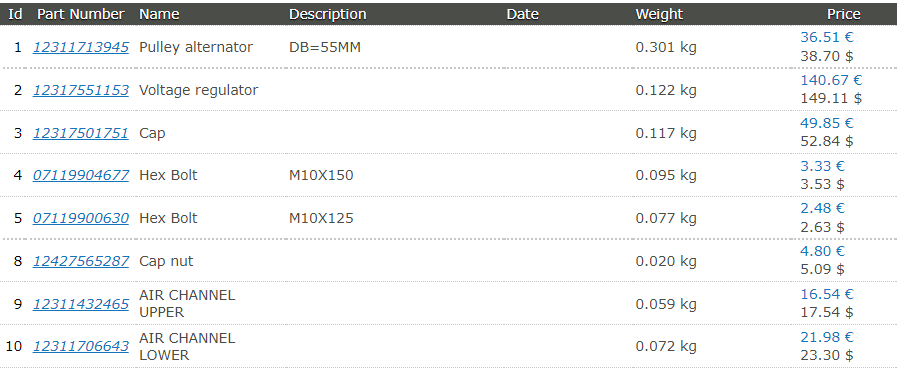 Id Part Number Name Description Date Weight Price
1 12311713945 Pulley alternator DB=55MM 0.301 kg 36.51 €
38.70 $
2 12317551153 Voltage regulator 0.122 kg 140.67 €
149.11 $
3 12317501751 Cap 0.117 kg 49.85 €
52.84 $
4 07119904677 Hex Bolt M10X150 0.095 kg 3.33 €
3.53 $
5 07119900630 Hex Bolt M10X125 0.077 kg 2.48 €
2.63 $
8 12427565287 Cap nut 0.020 kg 4.80 €
5.09 $
9 12311432465 AIR CHANNEL 0.059 kg 16.54 €
UPPER 17.54 $
10 12311706643 AIR CHANNEL 0.072 kg 21.98 €
LOWER 23.30 $